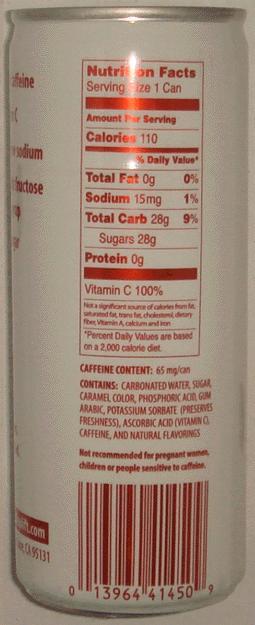 affeine
C
sodium
fructose
up
gar
Nutrition Facts
Serving Size 1 Can
Amount Per Serving
Calories 110
% Daily Value*
Total Fat 0g 0%
Sodium 15mg 1%
Total Carb 28g 9%
Sugars 28g
Protein 0g
Vitamin C 100%
Not a significant source of calories from fat,
saturated fat, trans fat, cholesterol, dietary
fiber, Vitamin A, calcium and iron
*Percent Daily Values are based
on a 2,000 calorie diet.
CAFFEINE CONTENT: 65 mg/can
CONTAINS: CARBONATED WATER, SUGAR,
CARAMEL COLOR, PHOSPHORIC ACID, GUM
ARABIC, POTASSIUM SORBATE (PRESERVES
FRESHNESS), ASCORBIC ACID (VITAMIN C),
CAFFEINE, AND NATURAL FLAVORINGS
Not recommended for pregnant women,
children or people sensitive to caffeine.
.com
CA 95131
0 13964 41450 9